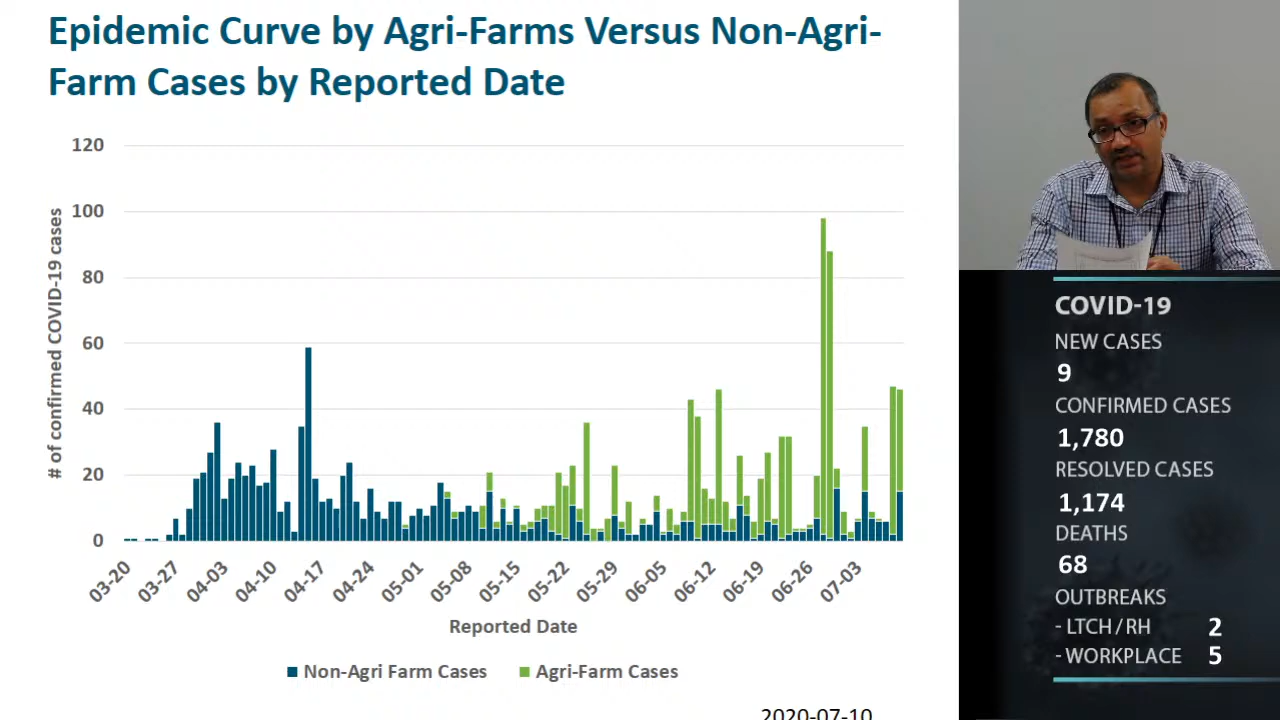 Epidemic Curve by Agri-Farms Versus Non-Agri-
Farm Cases by Reported Date
# of confirmed COVID-19 cases
120
100
80
60
40
20
0
03-20
03-27
04-03
04-10
04-17
04-24
05-01
05-08
05-15
05-22
05-29
06-05
06-12
06-19
06-26
07-03
Reported Date
Non-Agri Farm Cases
Agri-Farm Cases
2020-07-10
COVID-19
NEW CASES
9
CONFIRMED CASES
1,780
RESOLVED CASES
1,174
DEATHS
68
OUTBREAKS
- LTCH / RH 2
- WORKPLACE 5